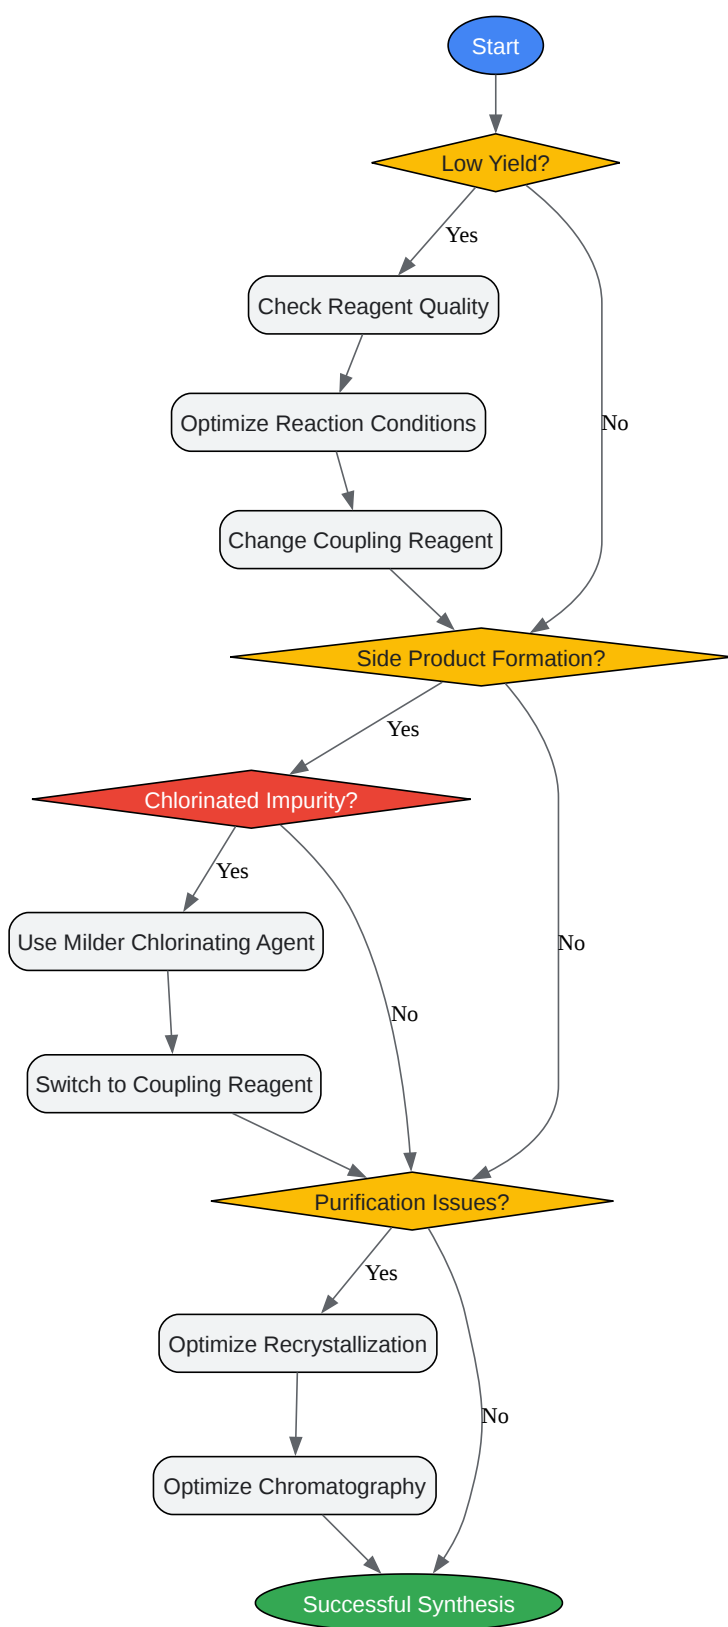 Start
Low Yield?
Yes
Check Reagent Quality
Optimize Reaction Conditions
No
Change Coupling Reagent
Side Product Formation?
Yes
Chlorinated Impurity?
Yes
Use Milder Chlorinating Agent
No
No
Switch to Coupling Reagent
Purification Issues?
Yes
Optimize Recrystallization
No
Optimize Chromatography
Successful Synthesis